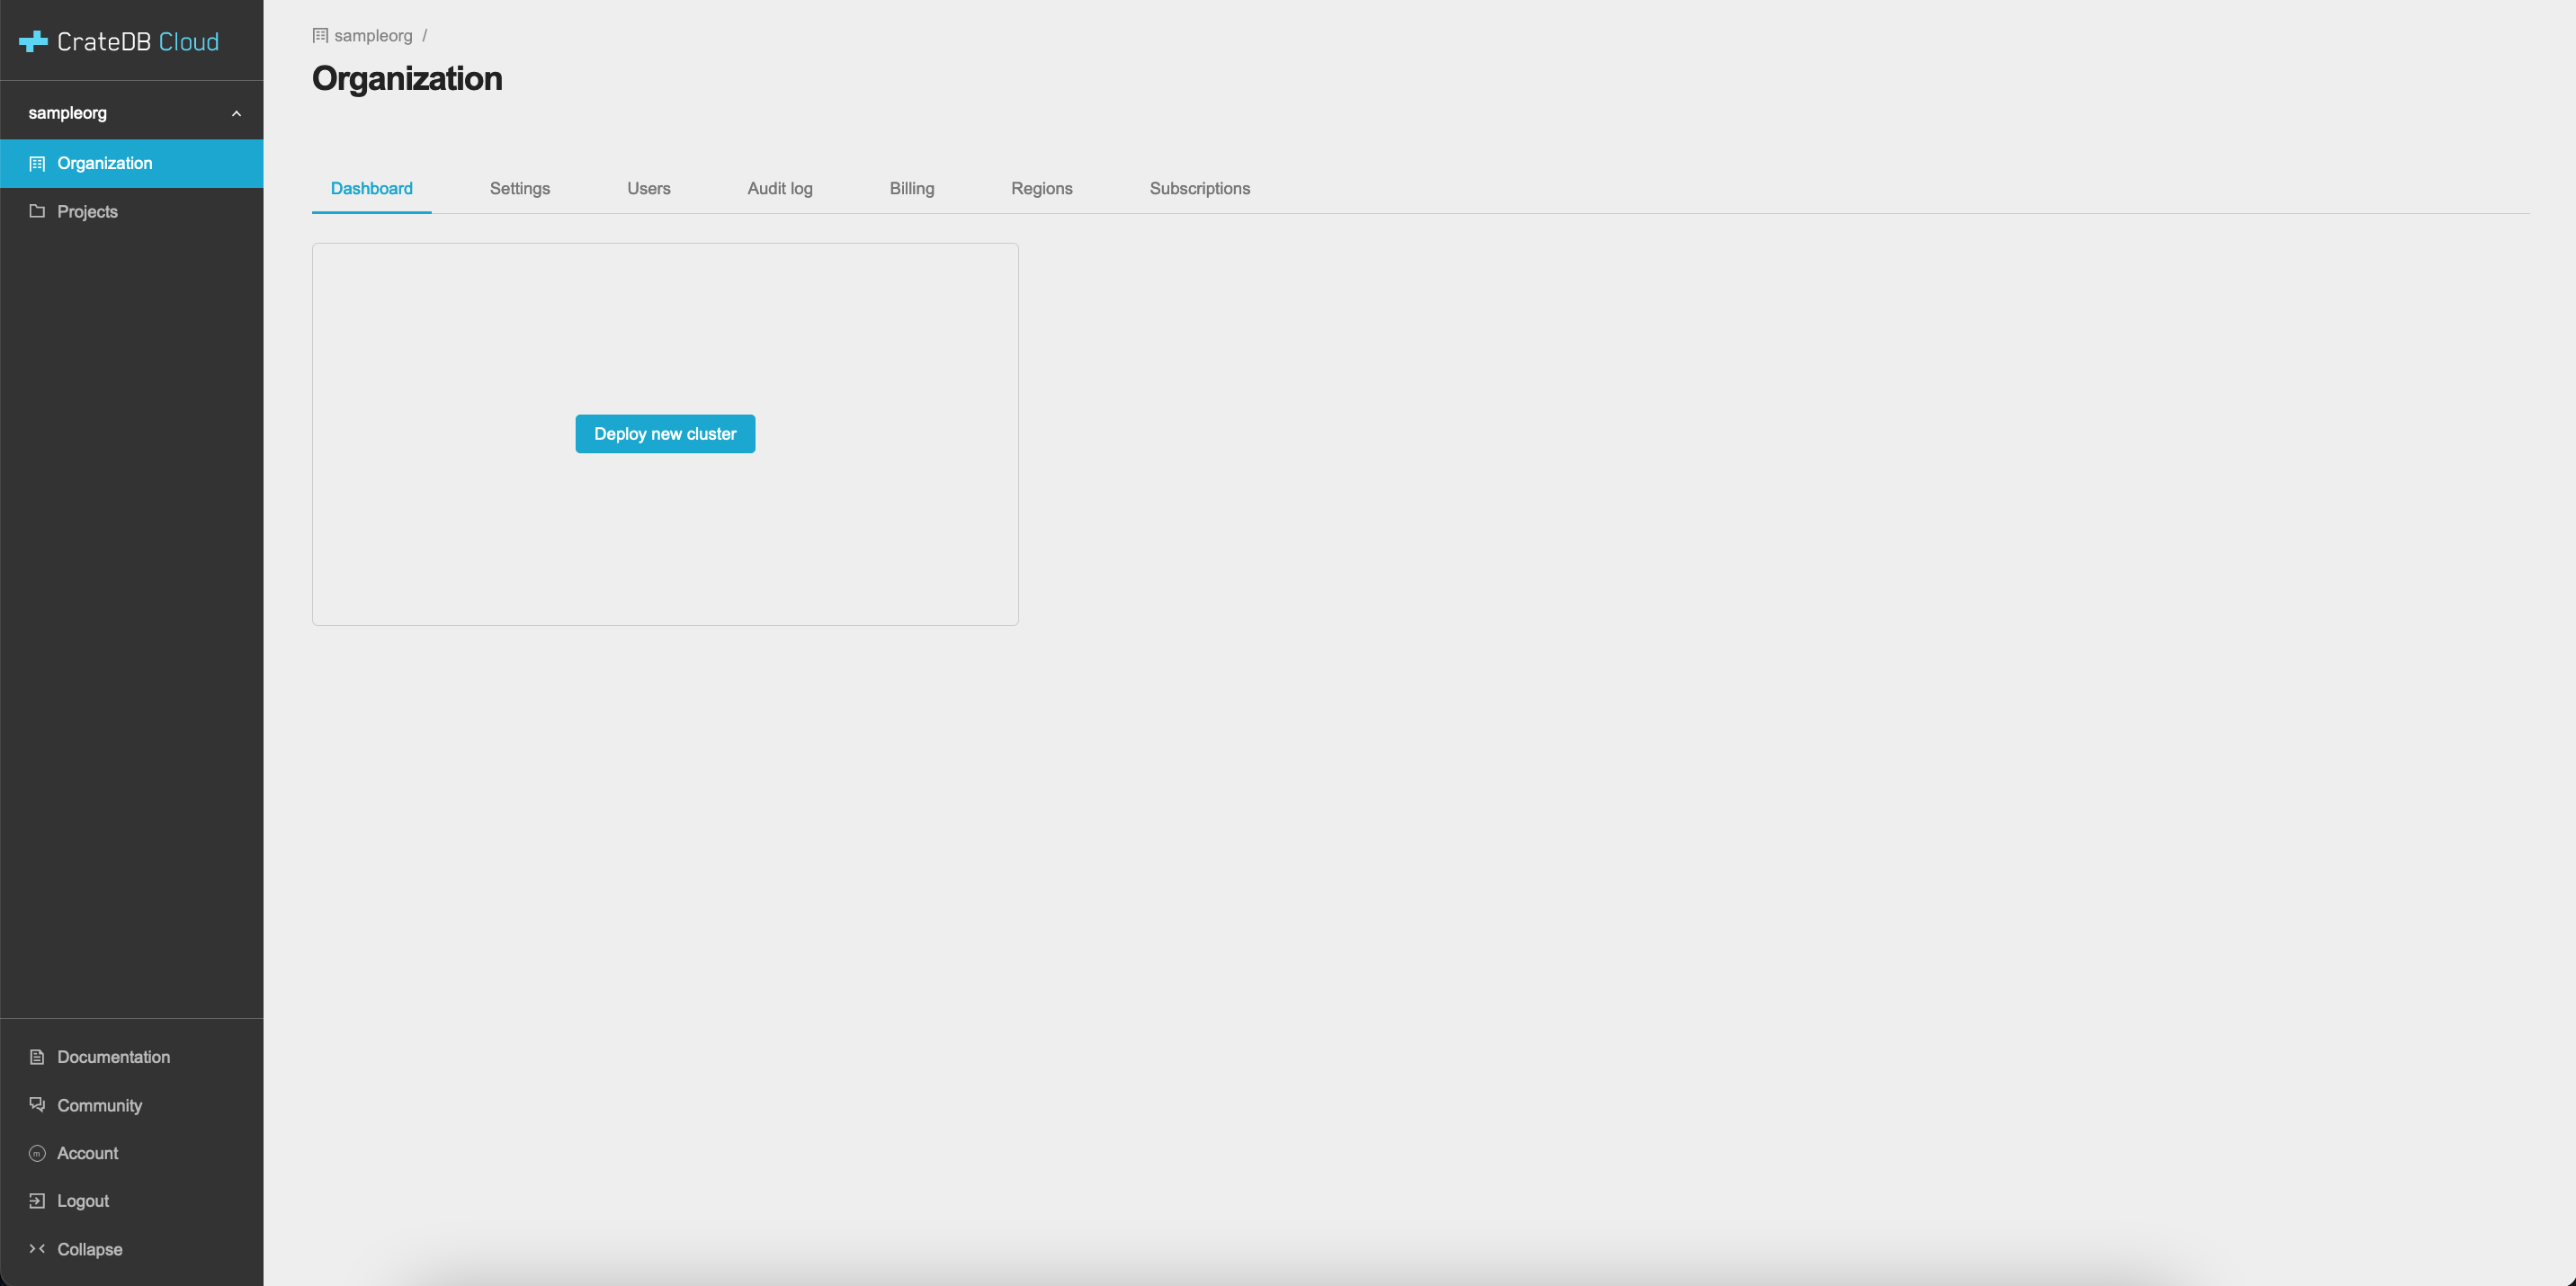 CrateDB Cloud
sampleorg
Organization
Projects
Documentation
Community
m
Account
Logout
Collapse
sampleorg /
Organization
Dashboard Settings Users Audit log Billing Regions Subscriptions
Deploy new cluster